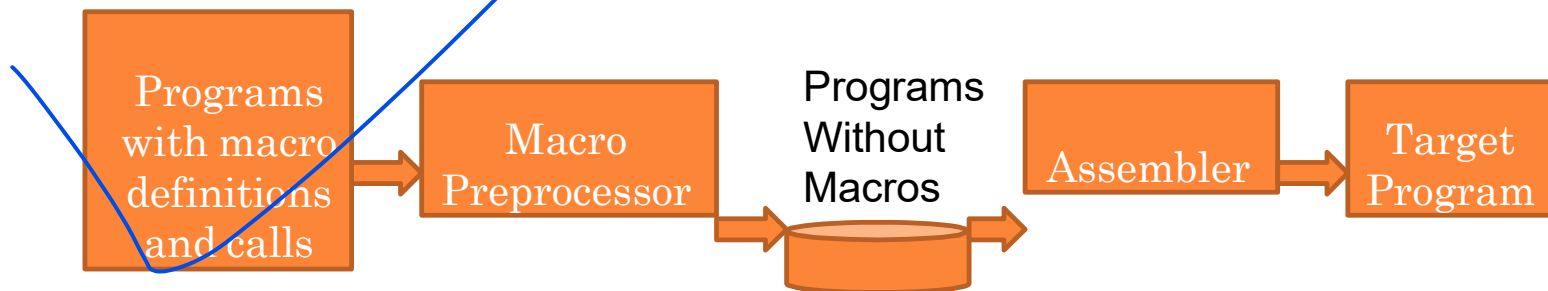 Programs
with macro
definitions
and calls
Macro
Preprocessor
Programs
Without
Macros
Assembler
Target
Program